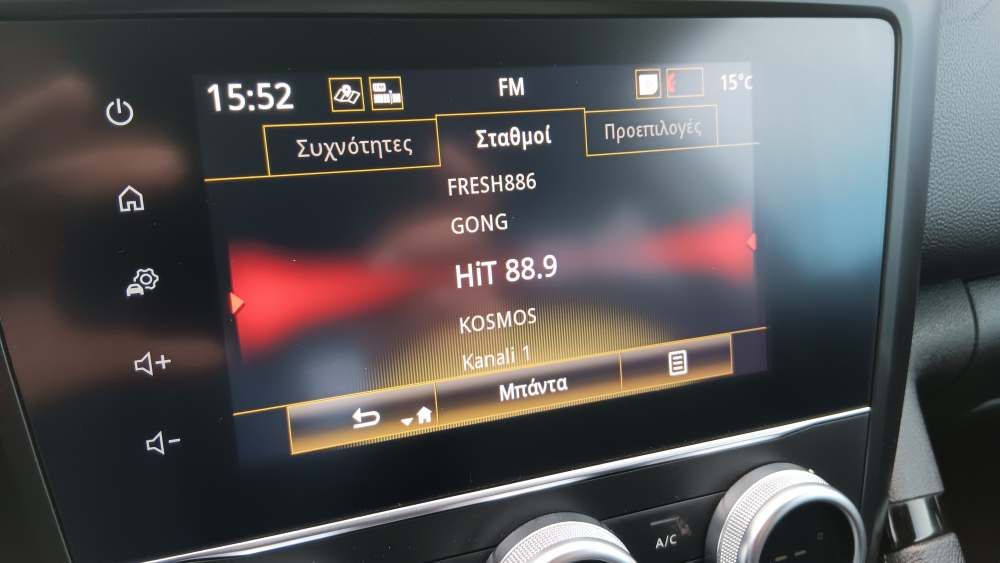 15:52 FM 15°C
Συχνότητες Σταθμοί Προεπιλογές
FRESH886
GONG
HiT 88.9
KOSMOS
Kanali 1
Μπάντα
A/C